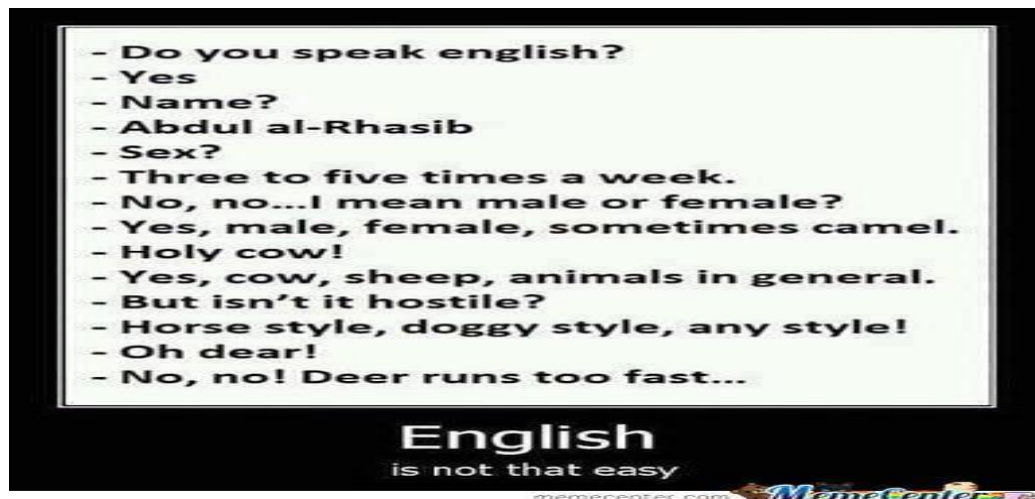 - Do you speak english?
- Yes
- Name?
- Abdul al-Rhasib
- Sex?
- Three to five times a week.
- No, no...I mean male or female?
- Yes, male, female, sometimes camel.
- Holy cow!
- Yes, cow, sheep, animals in general.
- But isn't it hostile?
- Horse style, doggy style, any style!
- Oh dear!
- No, no! Deer runs too fast...
English
is not that easy
memecenter.com MemeCenter